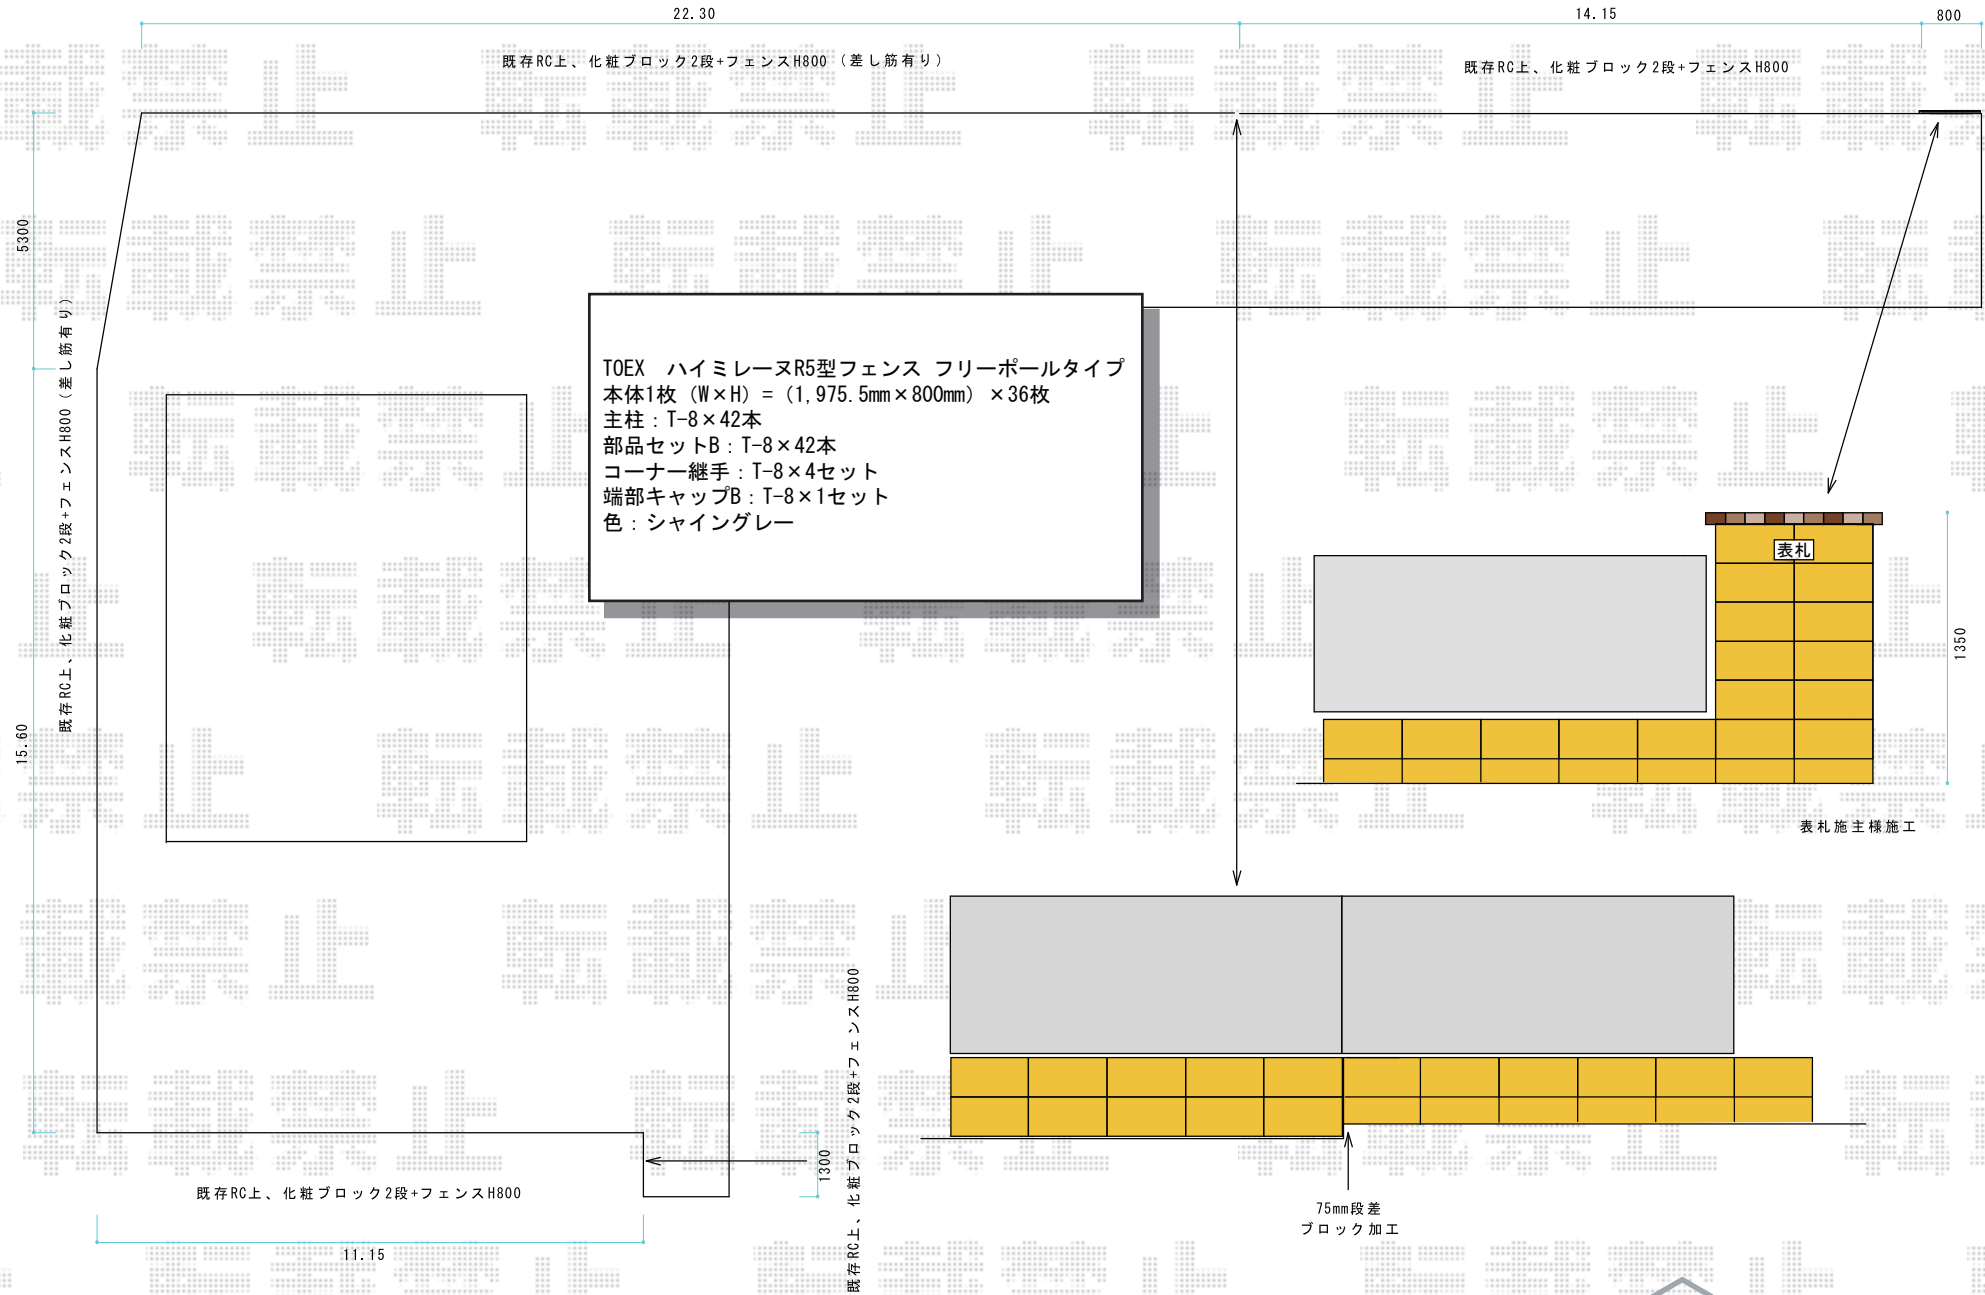 22.30
14.15
800
既存RC上、化粧ブロック2段+フェンスH800（差し筋有り）
既存RC上、化粧ブロック2段+フェンスH800
5300
既存RC上、化粧ブロック2段+フェンスH800（差し筋有り）
15.60
TOEX　ハイミレーヌR5型フェンス フリーポールタイプ
本体1枚（W×H）=（1,975.5mm×800mm）×36枚
主柱：T-8×42本
部品セットB：T-8×42本
コーナー継手：T-8×4セット
端部キャップB：T-8×1セット
色：シャイングレー
表札
1350
表札施主様施工
既存RC上、化粧ブロック2段+フェンスH800
1300
既存RC上、化粧ブロック2段+フェンスH800
11.15
75mm段差
ブロック加工
転載禁止